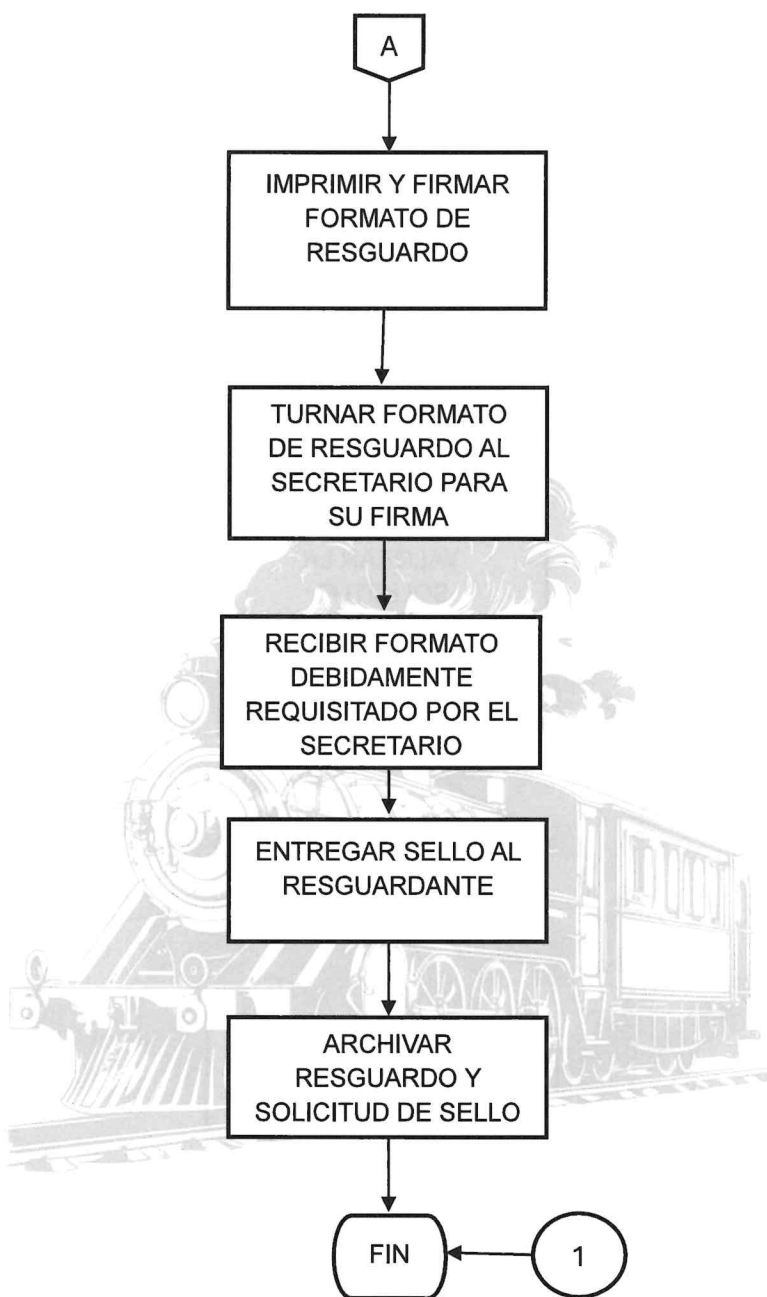 A
IMPRIMIR Y FIRMAR
FORMATO DE
RESGUARDO
TURNAR FORMATO
DE RESGUARDO AL
SECRETARIO PARA
SU FIRMA
RECIBIR FORMATO
DEBIDAMENTE
REQUISITADO POR EL
SECRETARIO
ENTREGAR SELLO AL
RESGUARDANTE
ARCHIVAR
RESGUARDO Y
SOLICITUD DE SELLO
FIN
1